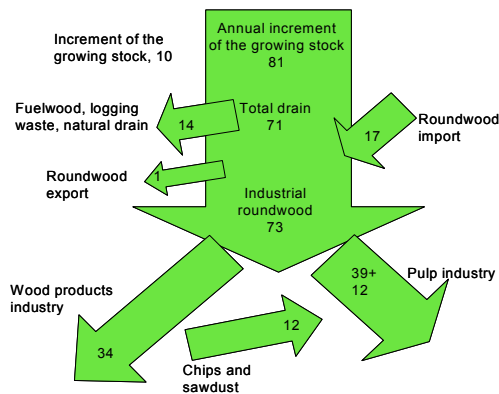 Annual increment
of the growing stock
81
Increment of the
growing stock, 10
Fuelwood, logging
waste, natural drain
14
Total drain
71
17
Roundwood
import
1
Roundwood
export
Industrial
roundwood
73
Wood products
industry
34
39+
12
Pulp industry
12
Chips and
sawdust